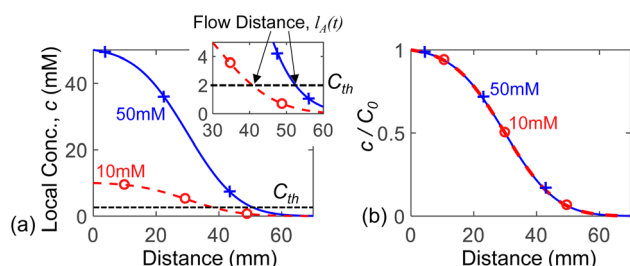 Flow Distance, l_A(t)
4
2
0
C_th
30 40 50 60
Local Conc., c (mM)
40
20
0
50mM
10mM
C_th
0 20 40 60
Distance (mm)
(a)
c / C_0
1
0.5
0
50mM
10mM
0 20 40 60
Distance (mm)
(b)